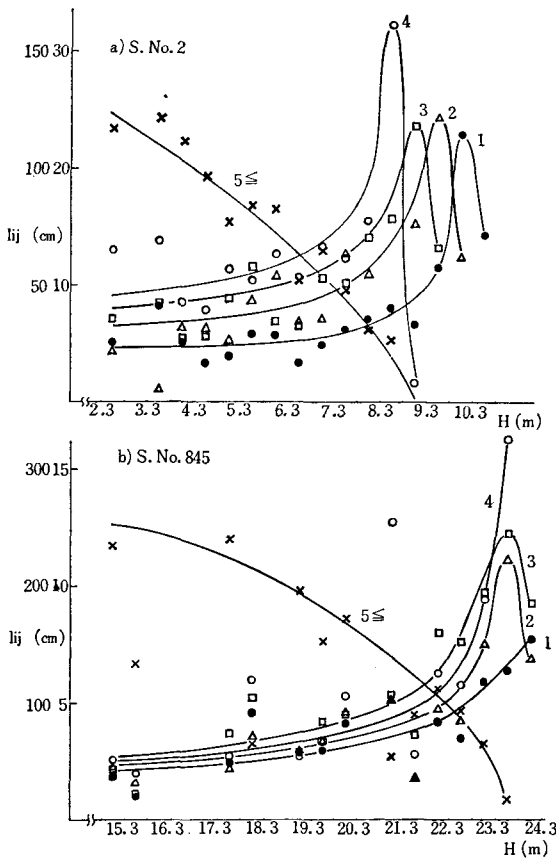 a) S. No. 2
150 30
100 20
50 10
lij (cm)
4
3
2
1
5≦
2.3 3.3 4.3 5.3 6.3 7.3 8.3 9.3 10.3
H (m)
b) S. No. 845
300 15
200 10
100 5
lij (cm)
4
3
2
1
5≦
15.3 16.3 17.3 18.3 19.3 20.3 21.3 22.3 23.3 24.3
H (m)